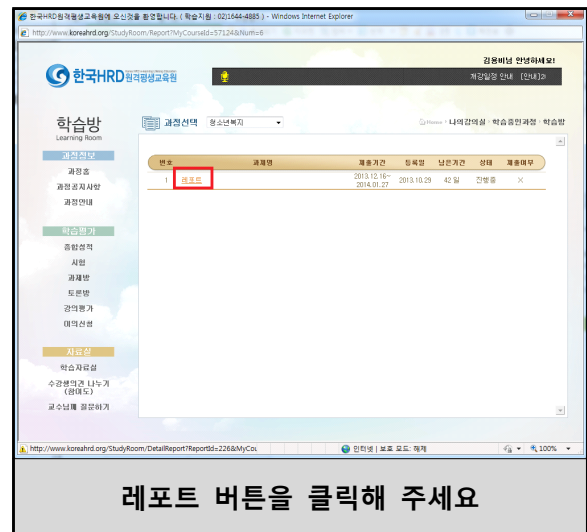 한국HRD원격평생교육원에 오신것을 환영합니다. ( 학습지원 : 02)1644-4885 ) - Windows Internet Explorer
http://www.koreahrd.org/StudyRoom/Report?MyCourseId=57124&Num=6
김용비님 안녕하세요!
한국HRD원격평생교육원
개강일정 안내 [안내]2
학습방
Learning Room
과정선택 청소년복지
Home > 나의강의실 > 학습중인과정 > 학습방
과정정보
과정홈
과정공지사항
과정안내
번호 과제명 제출기간 등록일 남은기간 상태 제출여부
1 레포트 2013.12.16~ 2014.01.27 2013.10.29 42 일 진행중 X
학습평가
종합성적
시험
과제방
토론방
강의평가
이의신청
자료실
학습자료실
수강생의견 나누기
(참여도)
교수님께 질문하기
http://www.koreahrd.org/StudyRoom/DetailReport?ReportId=226&MyCou
인터넷 | 보호 모드: 해제
100%
레포트 버튼을 클릭해 주세요